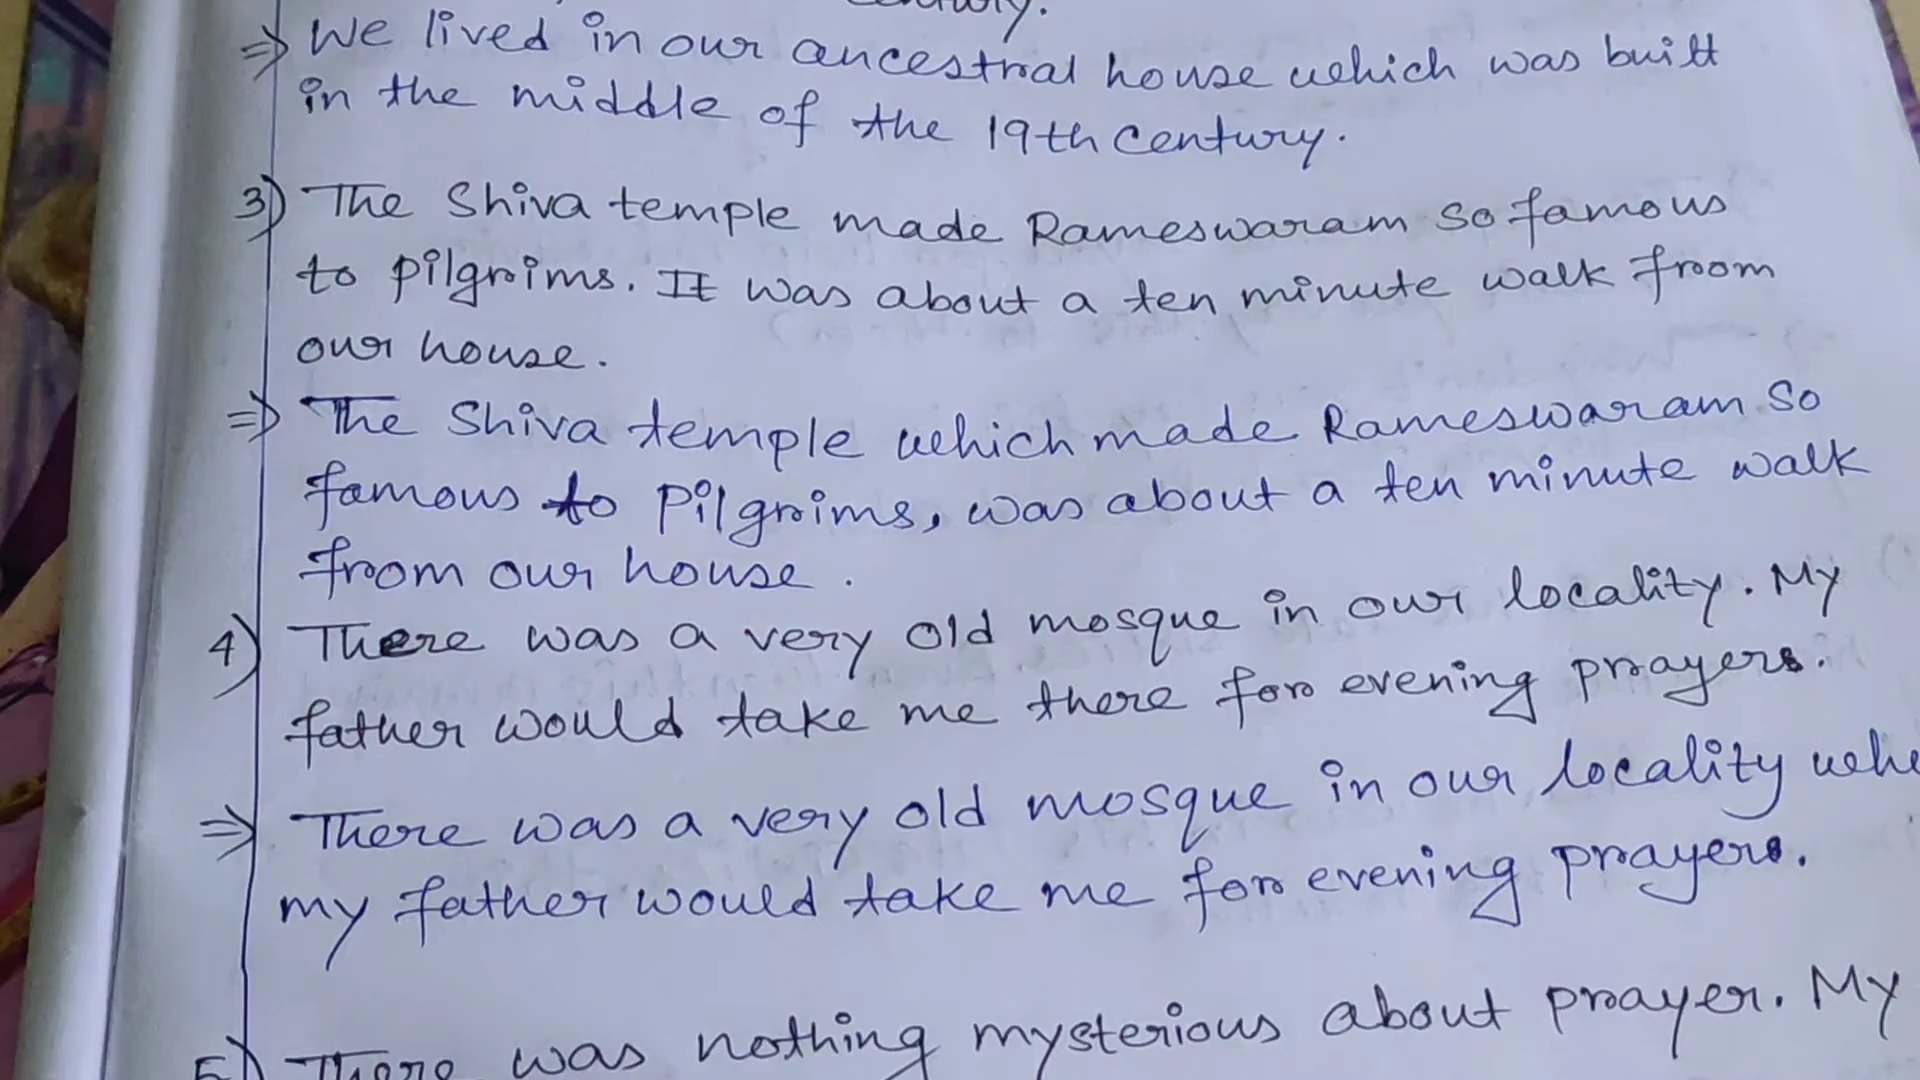 ⇒ We lived in our ancestral house which was built
in the middle of the 19th century.
3) The Shiva temple made Rameswaram so famous
to pilgrims. It was about a ten minute walk from
our house.
⇒ The Shiva temple which made Rameswaram so
famous to pilgrims, was about a ten minute walk
from our house.
4) There was a very old mosque in our locality. My
father would take me there for evening prayers.
⇒ There was a very old mosque in our locality whe
my father would take me for evening prayers.
5) There was nothing mysterious about prayer. My